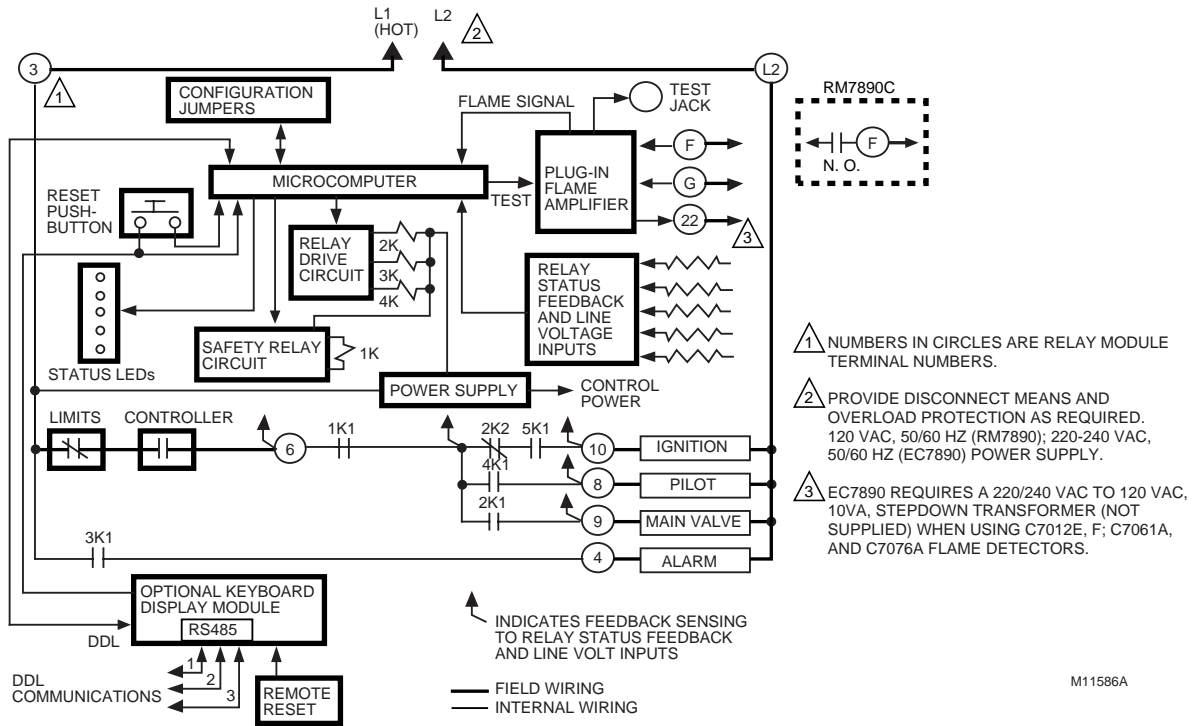 L1
(HOT)
L2
2
3
1
L2
CONFIGURATION
JUMPERS
FLAME SIGNAL
TEST
JACK
RM7890C
F
N. O.
MICROCOMPUTER
TEST
PLUG-IN
FLAME
AMPLIFIER
F
G
22
3
RESET
PUSH-
BUTTON
RELAY
DRIVE
CIRCUIT
2K
3K
4K
RELAY
STATUS
FEEDBACK
AND LINE
VOLTAGE
INPUTS
STATUS LEDs
SAFETY RELAY
CIRCUIT
1K
POWER SUPPLY
CONTROL
POWER
LIMITS
CONTROLLER
6
1K1
2K2
5K1
10
IGNITION
4K1
8
PILOT
2K1
9
MAIN VALVE
3K1
4
ALARM
OPTIONAL KEYBOARD
DISPLAY MODULE
RS485
DDL
1
2
3
DDL
COMMUNICATIONS
REMOTE
RESET
INDICATES FEEDBACK SENSING
TO RELAY STATUS FEEDBACK
AND LINE VOLT INPUTS
FIELD WIRING
INTERNAL WIRING
1 NUMBERS IN CIRCLES ARE RELAY MODULE
TERMINAL NUMBERS.
2 PROVIDE DISCONNECT MEANS AND
OVERLOAD PROTECTION AS REQUIRED.
120 VAC, 50/60 HZ (RM7890); 220-240 VAC,
50/60 HZ (EC7890) POWER SUPPLY.
3 EC7890 REQUIRES A 220/240 VAC TO 120 VAC,
10VA, STEPDOWN TRANSFORMER (NOT
SUPPLIED) WHEN USING C7012E, F; C7061A,
AND C7076A FLAME DETECTORS.
M11586A